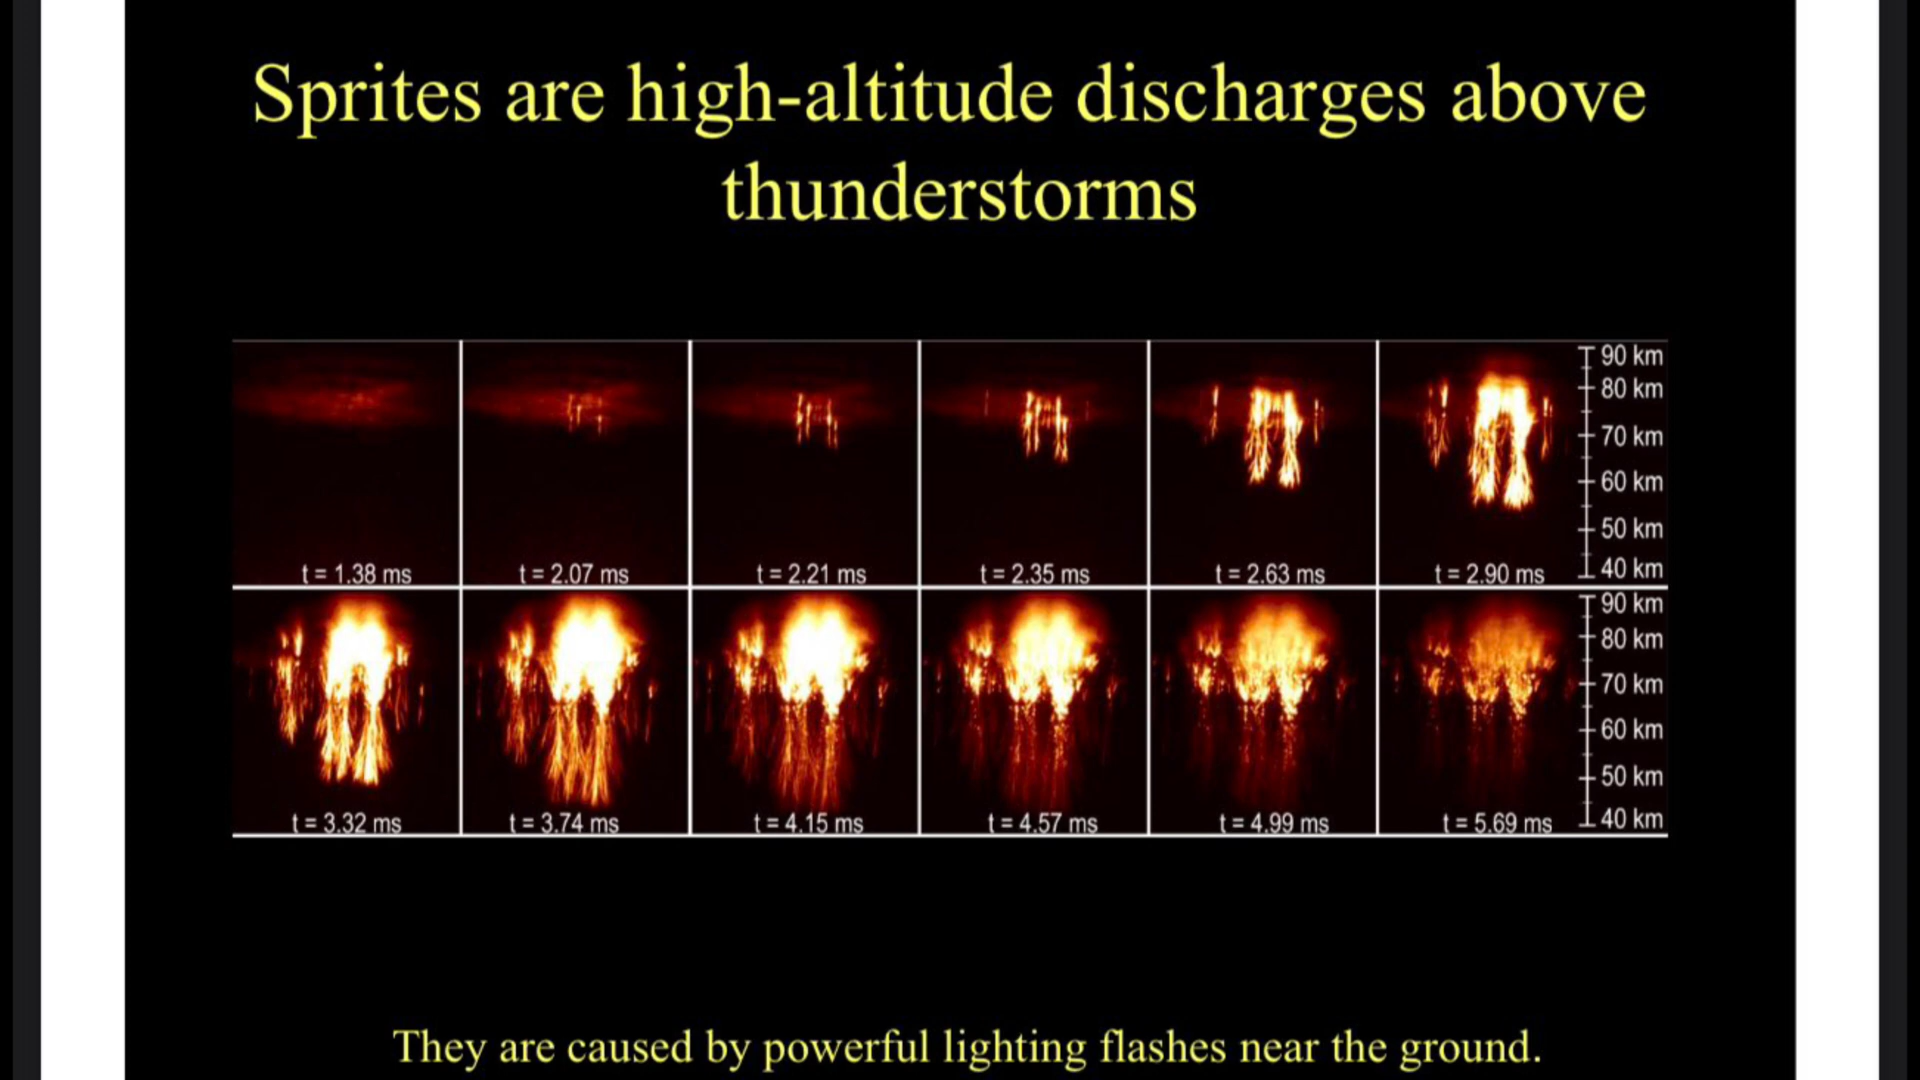 Sprites are high-altitude discharges above
thunderstorms
90 km
80 km
70 km
60 km
50 km
40 km
t = 1.38 ms
t = 2.07 ms
t = 2.21 ms
t = 2.35 ms
t = 2.63 ms
t = 2.90 ms
90 km
80 km
70 km
60 km
50 km
40 km
t = 3.32 ms
t = 3.74 ms
t = 4.15 ms
t = 4.57 ms
t = 4.99 ms
t = 5.69 ms
They are caused by powerful lighting flashes near the ground.